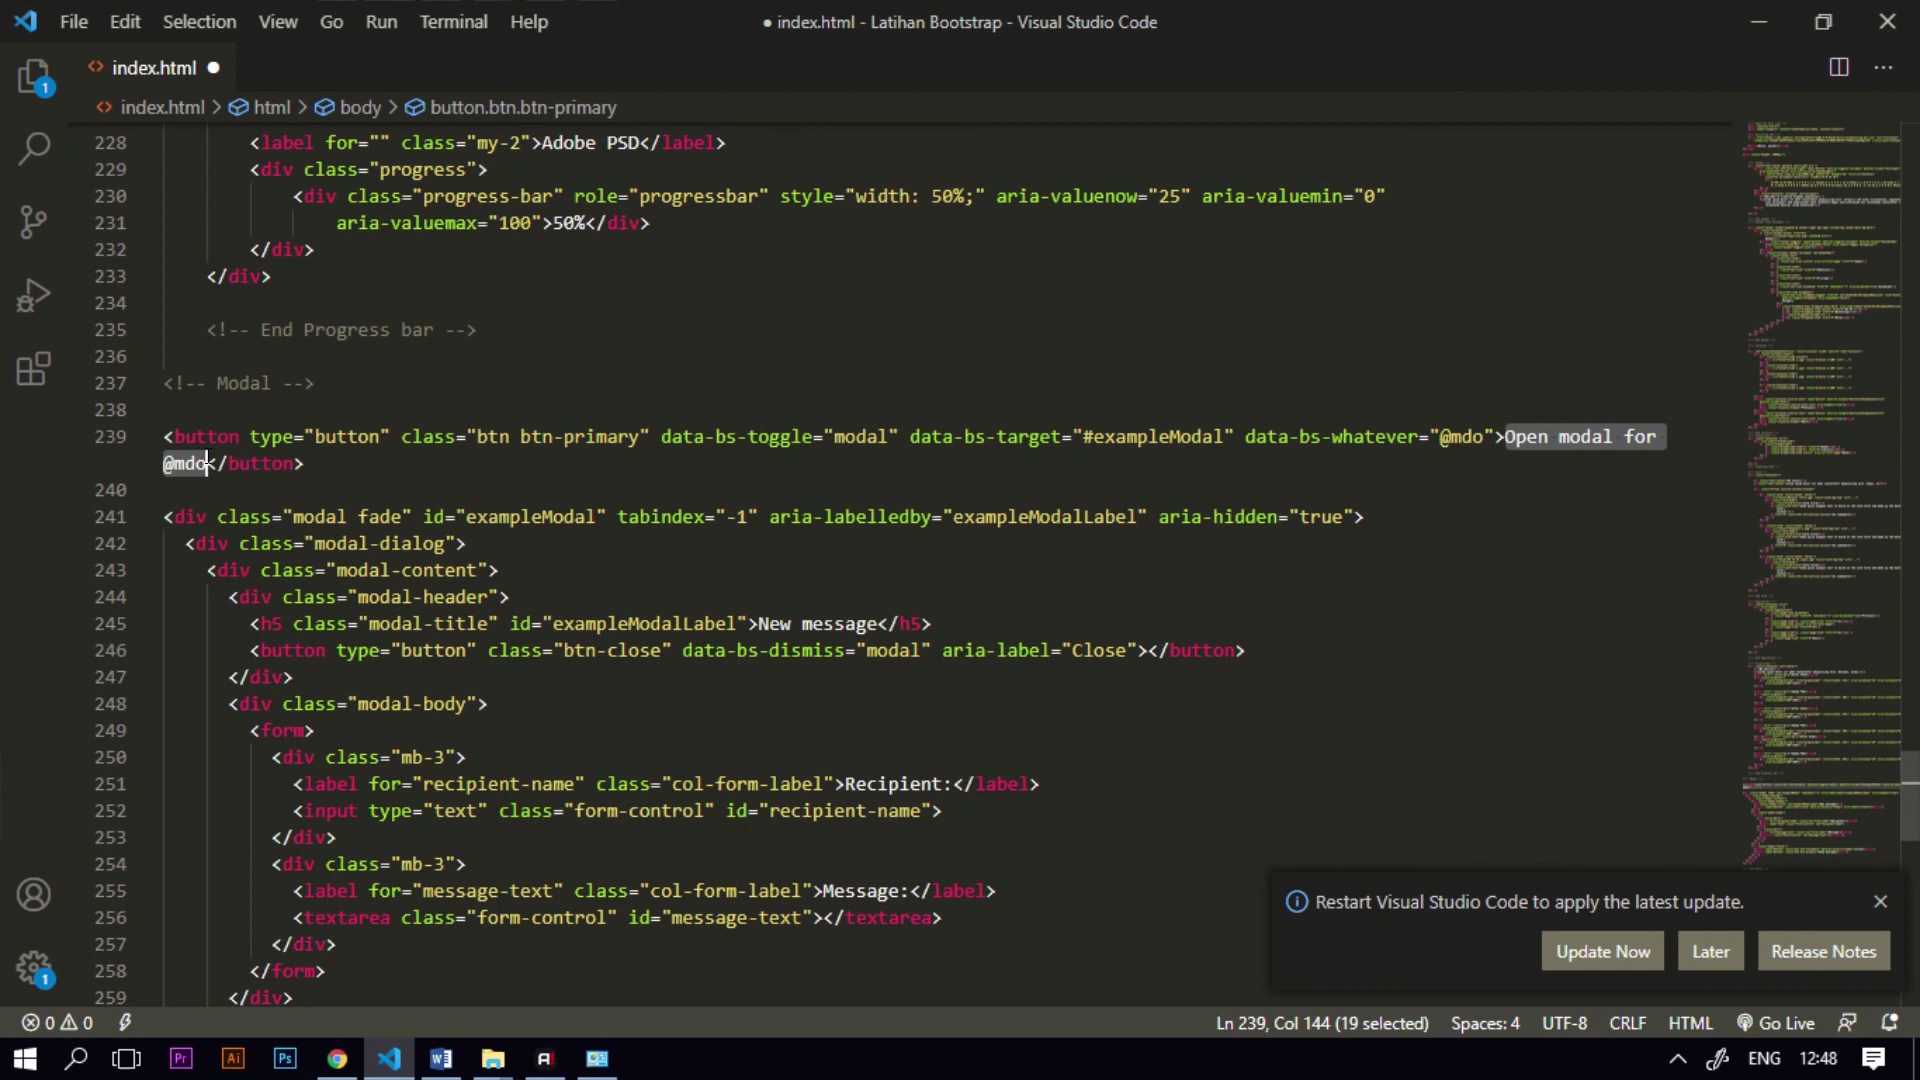 File Edit Selection View Go Run Terminal Help
● index.html - Latihan Bootstrap - Visual Studio Code
index.html
index.html > html > body > button.btn.btn-primary
228 <label for="" class="my-2">Adobe PSD</label>
229 <div class="progress">
230 <div class="progress-bar" role="progressbar" style="width: 50%;" aria-valuenow="25" aria-valuemin="0"
231 aria-valuemax="100">50%</div>
232 </div>
233 </div>
234
235 <!-- End Progress bar -->
236
237 <!-- Modal -->
238
239 <button type="button" class="btn btn-primary" data-bs-toggle="modal" data-bs-target="#exampleModal" data-bs-whatever="@mdo">Open modal for
@mdo</button>
240
241 <div class="modal fade" id="exampleModal" tabindex="-1" aria-labelledby="exampleModalLabel" aria-hidden="true">
242 <div class="modal-dialog">
243 <div class="modal-content">
244 <div class="modal-header">
245 <h5 class="modal-title" id="exampleModalLabel">New message</h5>
246 <button type="button" class="btn-close" data-bs-dismiss="modal" aria-label="Close"></button>
247 </div>
248 <div class="modal-body">
249 <form>
250 <div class="mb-3">
251 <label for="recipient-name" class="col-form-label">Recipient:</label>
252 <input type="text" class="form-control" id="recipient-name">
253 </div>
254 <div class="mb-3">
255 <label for="message-text" class="col-form-label">Message:</label>
256 <textarea class="form-control" id="message-text"></textarea>
257 </div>
258 </form>
259 </div>
1
1
Restart Visual Studio Code to apply the latest update.
Update Now Later Release Notes
0 0 Ln 239, Col 144 (19 selected) Spaces: 4 UTF-8 CRLF HTML Go Live
Pr Ai Ps W A! ENG 12:48